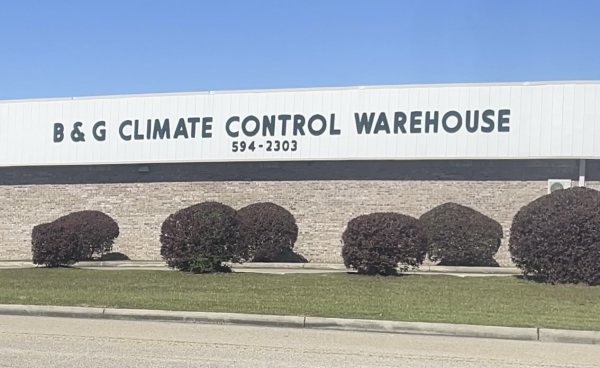 B & G CLIMATE CONTROL WAREHOUSE
594-2303